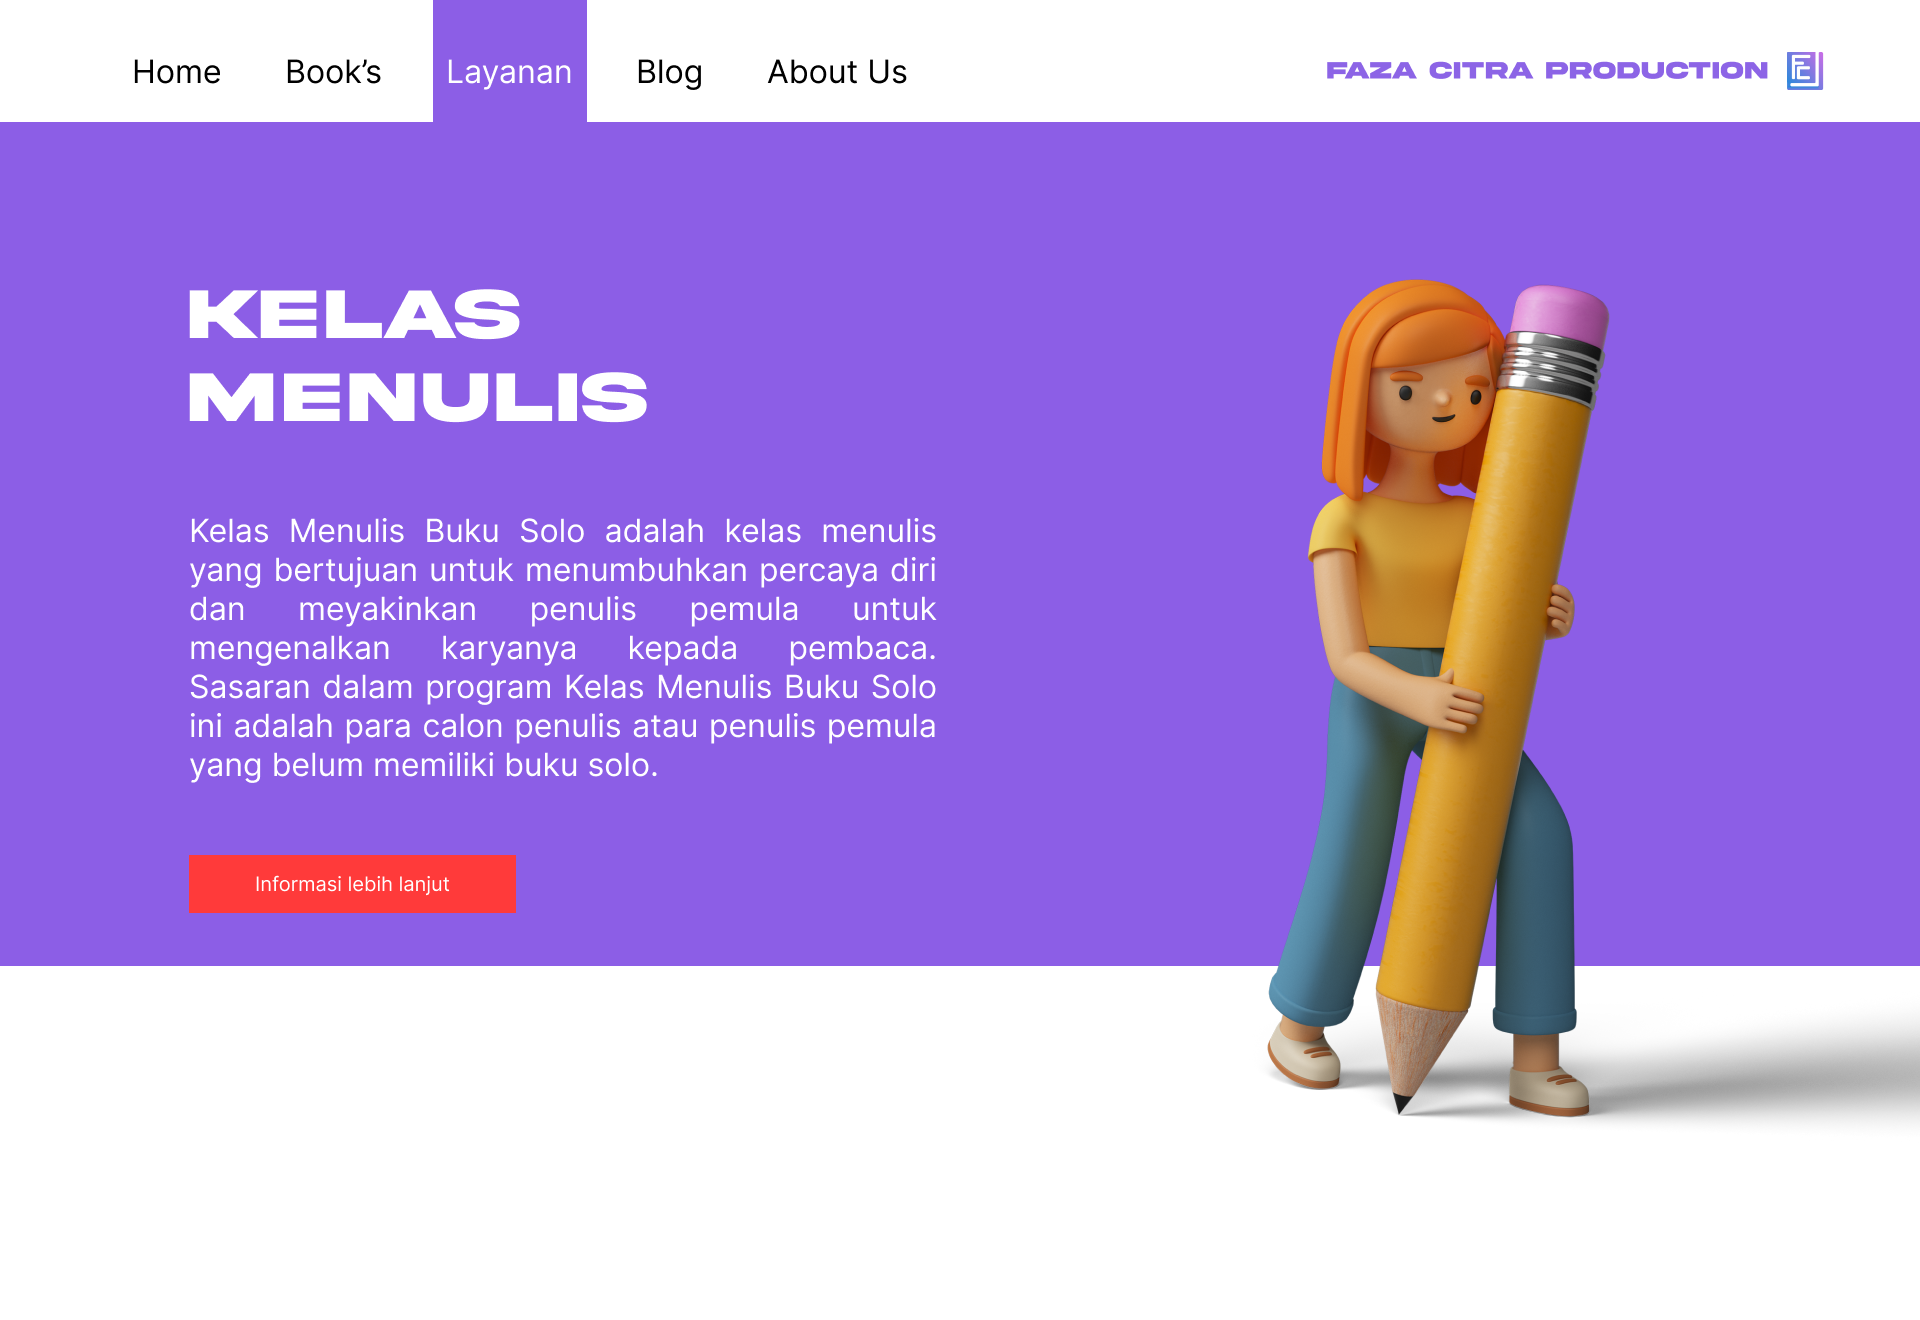 Home Book’s Layanan Blog About Us FAZA CITRA PRODUCTION
KELAS
MENULIS
Kelas Menulis Buku Solo adalah kelas menulis
yang bertujuan untuk menumbuhkan percaya diri
dan meyakinkan penulis pemula untuk
mengenalkan karyanya kepada pembaca.
Sasaran dalam program Kelas Menulis Buku Solo
ini adalah para calon penulis atau penulis pemula
yang belum memiliki buku solo.
Informasi lebih lanjut